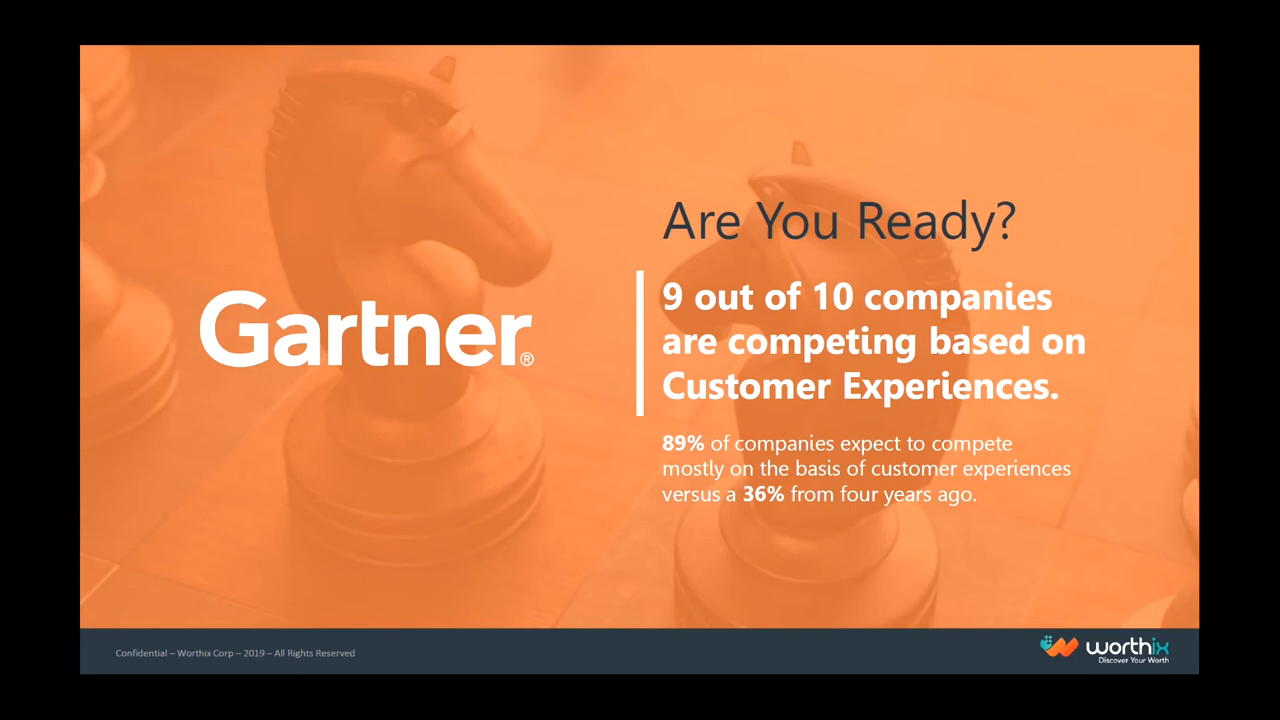 Gartner®
Are You Ready?
9 out of 10 companies
are competing based on
Customer Experiences.
89% of companies expect to compete
mostly on the basis of customer experiences
versus a 36% from four years ago.
Confidential – Worthix Corp – 2019 – All Rights Reserved
worthix
Discover Your Worth